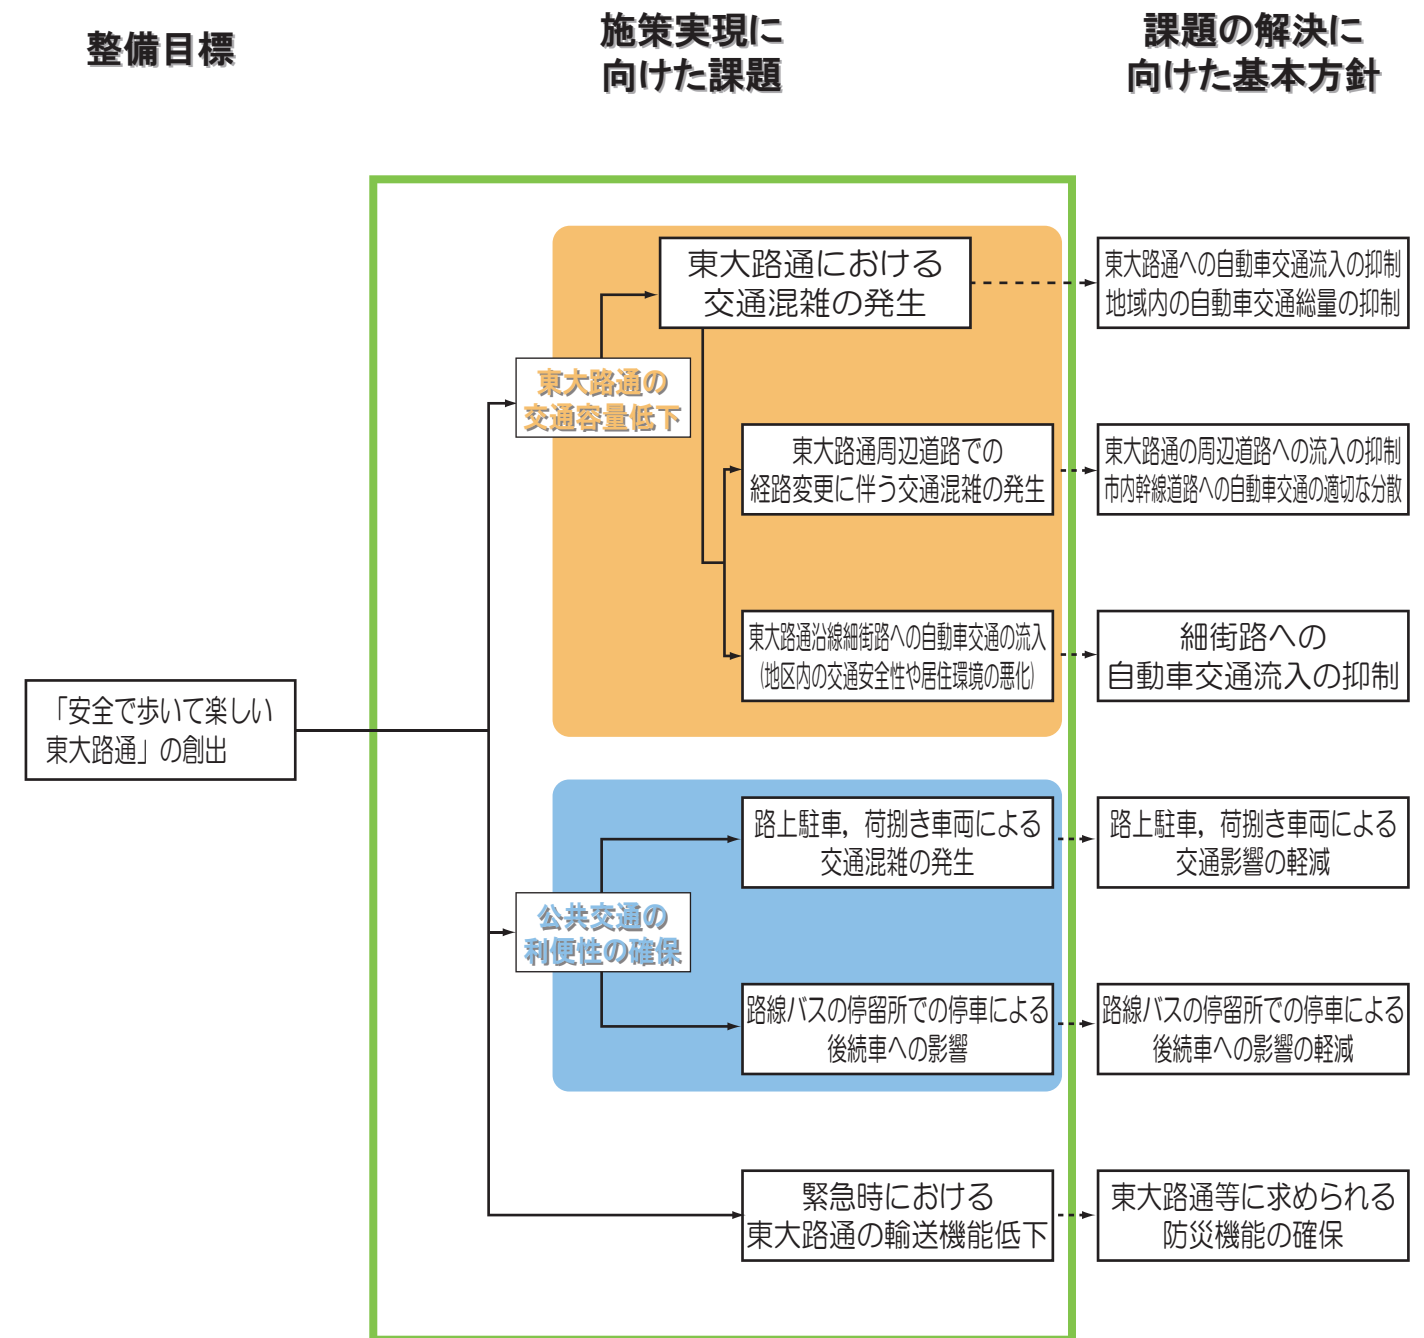 整備目標
施策実現に
向けた課題
課題の解決に
向けた基本方針
東大路通における
交通混雑の発生
東大路通への自動車交通流入の抑制
地域内の自動車交通総量の抑制
東大路通の
交通容量低下
東大路通周辺道路での
経路変更に伴う交通混雑の発生
東大路通の周辺道路への流入の抑制
市内幹線道路への自動車交通の適切な分散
東大路通沿線細街路への自動車交通の流入
(地区内の交通安全性や居住環境の悪化)
細街路への
自動車交通流入の抑制
「安全で歩いて楽しい
東大路通」の創出
路上駐車，荷捌き車両による
交通混雑の発生
路上駐車，荷捌き車両による
交通影響の軽減
公共交通の
利便性の確保
路線バスの停留所での停車による
後続車への影響
路線バスの停留所での停車による
後続車への影響の軽減
緊急時における
東大路通の輸送機能低下
東大路通等に求められる
防災機能の確保